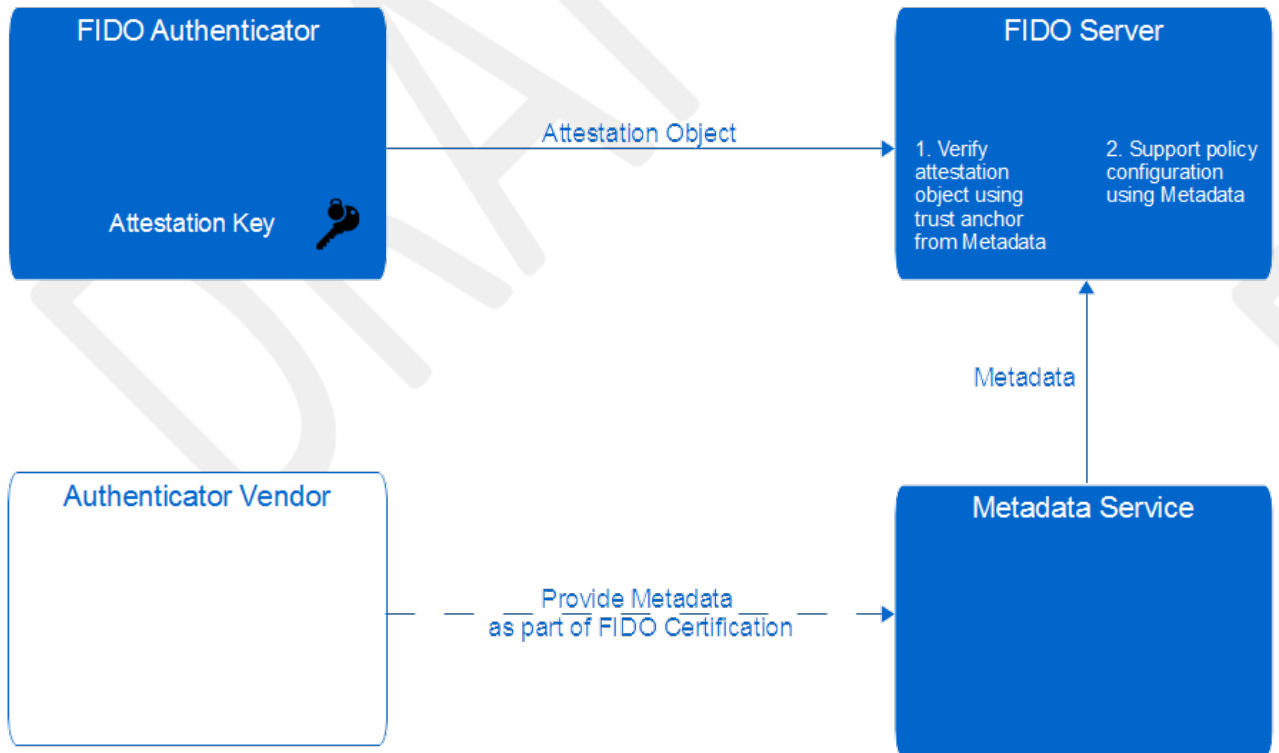 FIDO Authenticator
Attestation Key
Attestation Object
FIDO Server
1. Verify
attestation
object using
trust anchor
from Metadata
2. Support policy
configuration
using Metadata
Metadata
Authenticator Vendor
Provide Metadata
as part of FIDO Certification
Metadata Service
DRAF